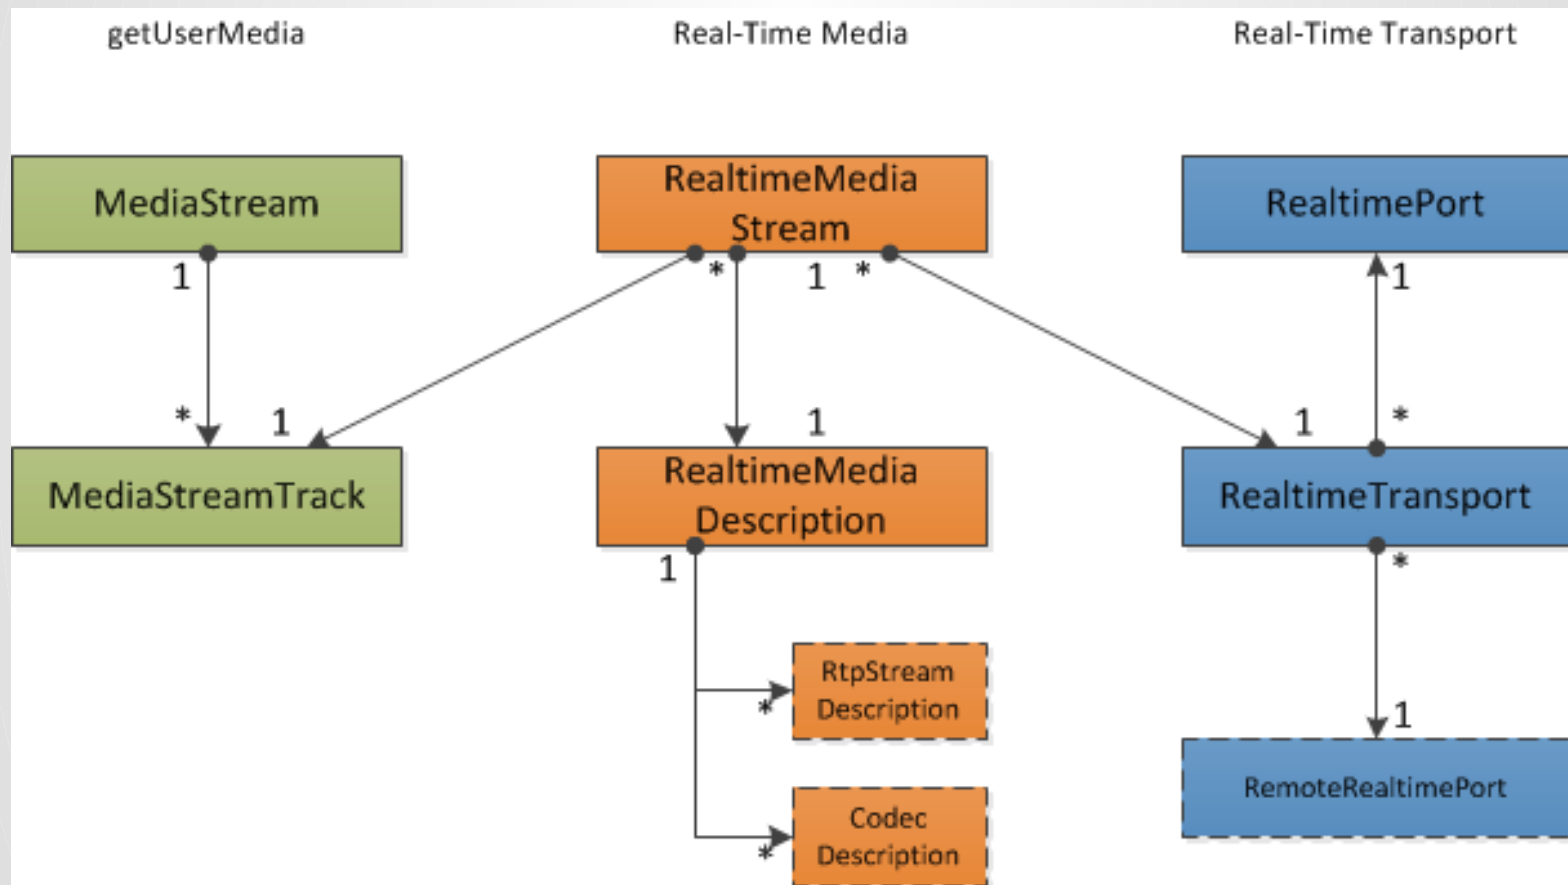 getUserMedia
Real-Time Media
Real-Time Transport
MediaStream
RealtimeMedia
Stream
RealtimePort
1
*
1
*
1
*
1
1
1
*
MediaStreamTrack
RealtimeMedia
Description
RealtimeTransport
1
*
RtpStream
Description
*
1
RemoteRealtimePort
Codec
Description
*